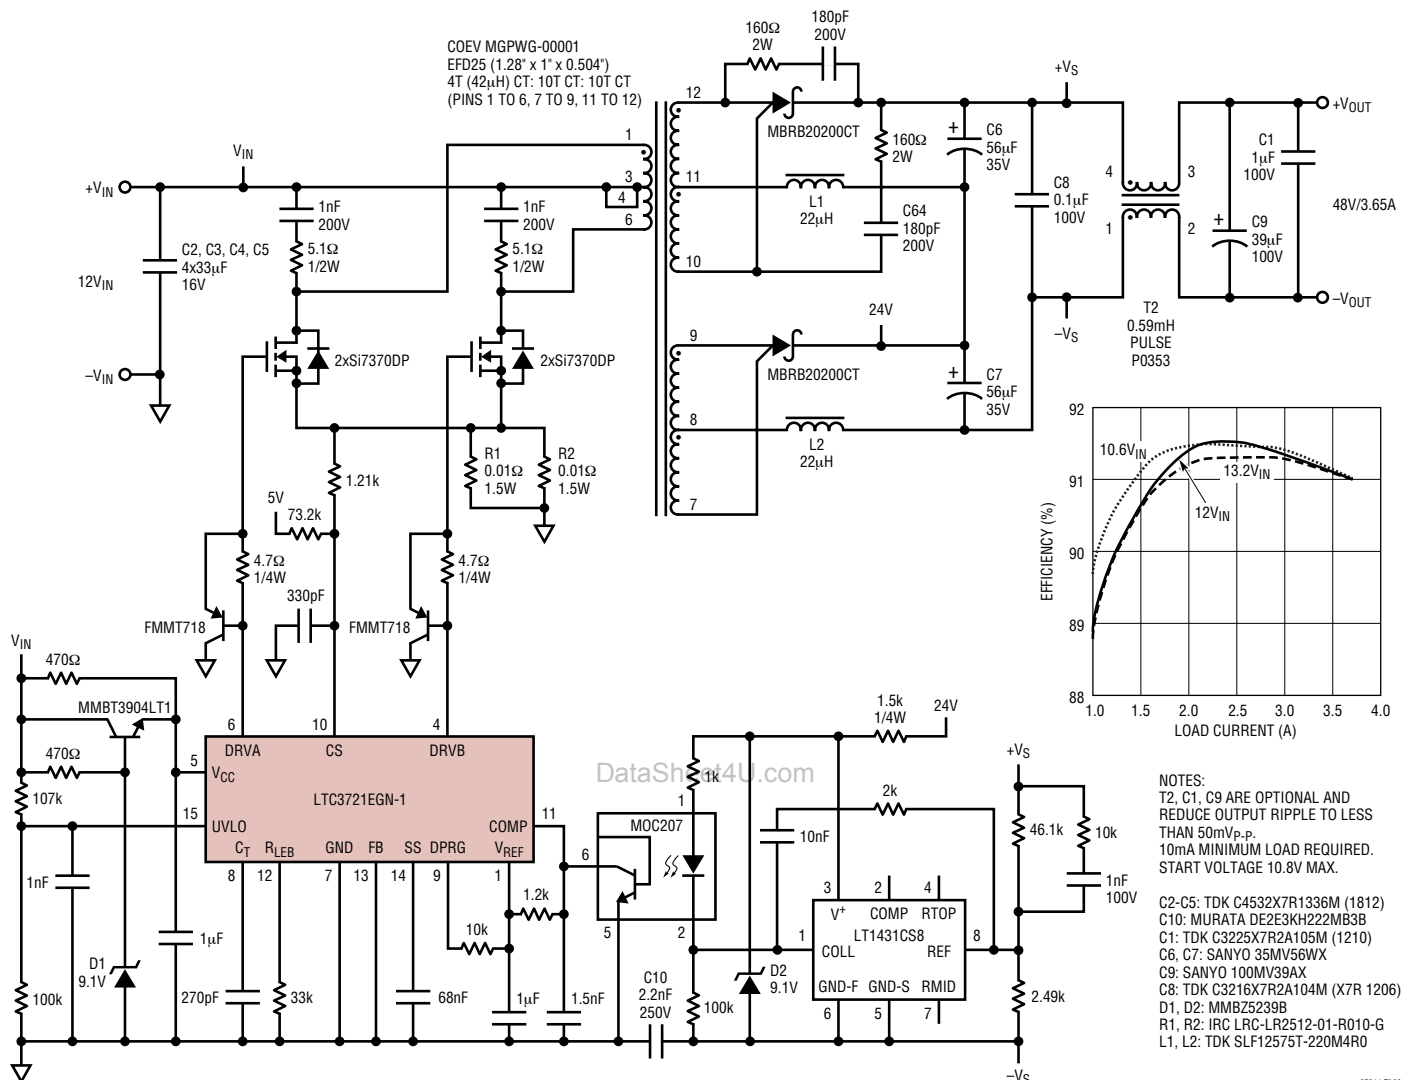 COEV MGPWG-00001
EFD25 (1.28" x 1" x 0.504")
4T (42μH) CT: 10T CT: 10T CT
(PINS 1 TO 6, 7 TO 9, 11 TO 12)
160Ω
2W
180pF
200V
12
MBRB20200CT
11
L1
22μH
10
160Ω
2W
C64
180pF
200V
C6
+
56μF
35V
C8
0.1μF
100V
+VS
4
3
1
2
T2
0.59mH
PULSE
P0353
–VS
C9
+
39μF
100V
C1
1μF
100V
+VOUT
48V/3.65A
–VOUT
VIN
+VIN
12VIN
–VIN
C2, C3, C4, C5
4x33μF
16V
1nF
200V
5.1Ω
1/2W
1nF
200V
5.1Ω
1/2W
1
3
4
6
2xSi7370DP
2xSi7370DP
9
24V
MBRB20200CT
8
L2
22μH
7
C7
+
56μF
35V
1.21k
R1
0.01Ω
1.5W
R2
0.01Ω
1.5W
5V
73.2k
4.7Ω
1/4W
4.7Ω
1/4W
330pF
FMMT718
FMMT718
VIN
470Ω
MMBT3904LT1
470Ω
107k
1nF
100k
D1
9.1V
1μF
6
10
4
DRVA
CS
DRVB
5
VCC
LTC3721EGN-1
15
UVLO
COMP
11
CT
RLEB
GND
FB
SS
DPRG
VREF
8
12
7
13
14
9
1
270pF
33k
68nF
10k
1.2k
1μF
1.5nF
DataSheet4U.com
1k
1
MOC207
6
5
2
C10
2.2nF
250V
100k
D2
9.1V
10nF
2k
1.5k
1/4W
24V
3
2
4
V+
COMP
RTOP
1
COLL
LT1431CS8
REF
8
GND-F
GND-S
RMID
6
5
7
+VS
46.1k
10k
1nF
100V
2.49k
–VS
92
91
90
89
88
EFFICIENCY (%)
10.6VIN
13.2VIN
12VIN
1.0
1.5
2.0
2.5
3.0
3.5
4.0
LOAD CURRENT (A)
NOTES:
T2, C1, C9 ARE OPTIONAL AND
REDUCE OUTPUT RIPPLE TO LESS
THAN 50mVP-P.
10mA MINIMUM LOAD REQUIRED.
START VOLTAGE 10.8V MAX.
C2-C5: TDK C4532X7R1336M (1812)
C10: MURATA DE2E3KH222MB3B
C1: TDK C3225X7R2A105M (1210)
C6, C7: SANYO 35MV56WX
C9: SANYO 100MV39AX
C8: TDK C3216X7R2A104M (X7R 1206)
D1, D2: MMBZ5239B
R1, R2: IRC LRC-LR2512-01-R010-G
L1, L2: TDK SLF12575T-220M4R0